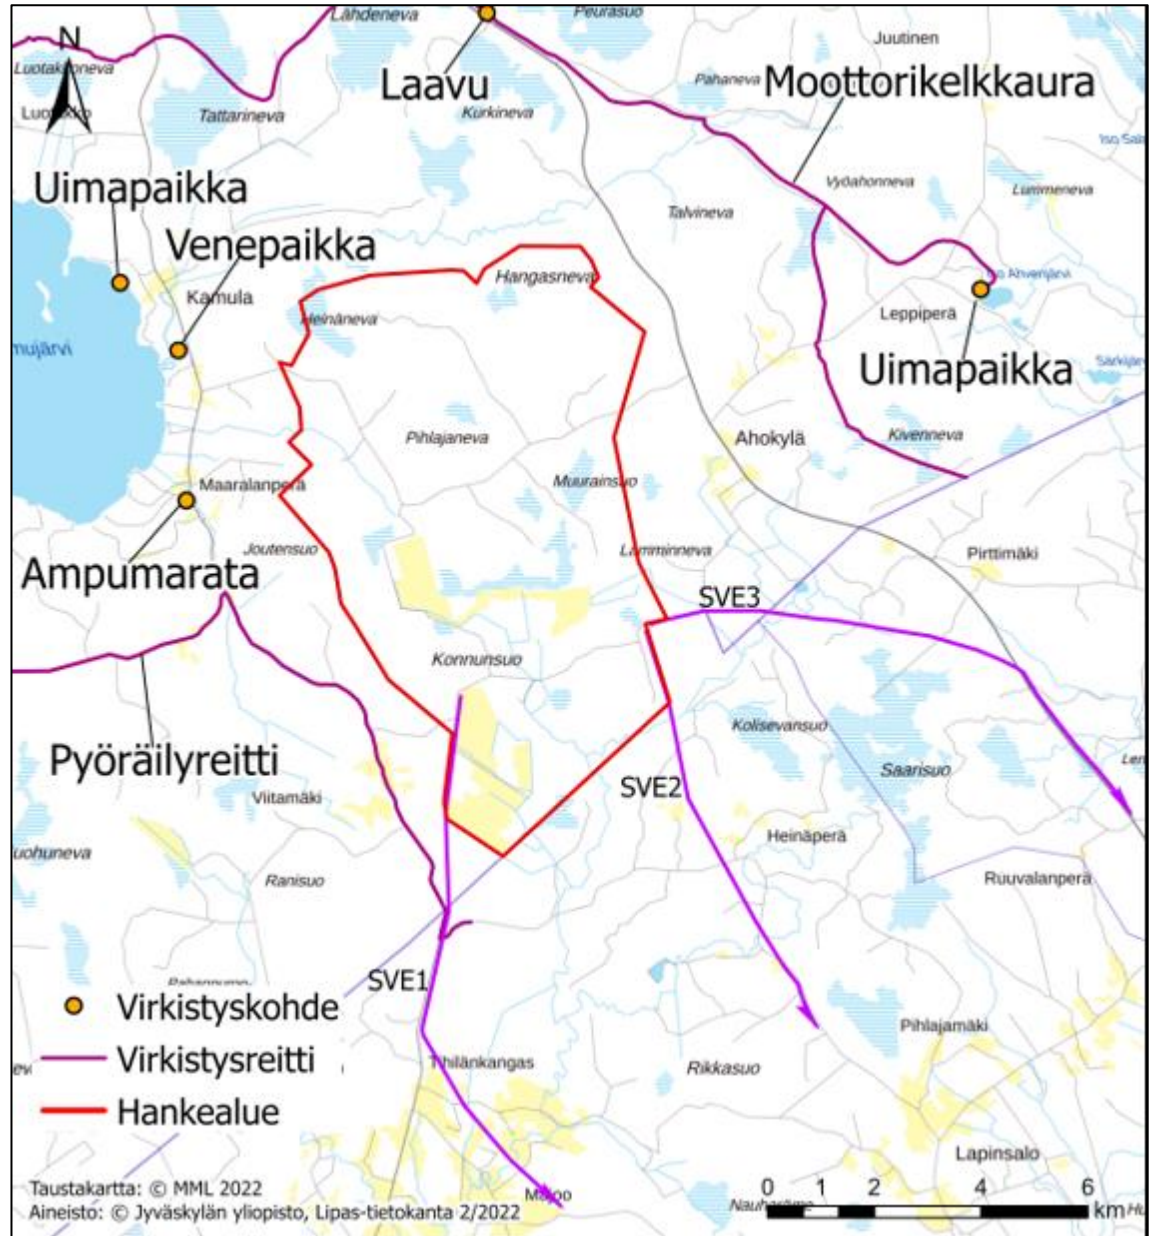 Lähdeneva
Peurasuo
N
Juutinen
Laavu
Pahaneva
Moottorikelkkaura
Tattarineva
Kurkineva
Uimapaikka
Vyöahonneva
Lummeneva
Talvineva
Venepaikka
Hangasneva
Kamula
Leppiperä
Heinäneva
Uimapaikka
Pihlajaneva
Ahokylä
Kivenneva
Muurainsuo
Maaralanperä
Joutensuo
Lamminneva
Pirttimäki
Ampumarata
SVE3
Konnunsuo
Kolisevansuo
Pyöräilyreitti
Saarisuo
Viitamäki
SVE2
Heinäperä
Ranisuo
Ruuvalanperä
SVE1
Virkistyskohde
Pihlajamäki
Virkistysreitti
Rikkasuo
Hankealue
Lapinsalo
Taustakartta: © MML 2022
Aineisto: © Jyväskylän yliopisto, Lipas-tietokanta 2/2022
0 1 2 4 6
km